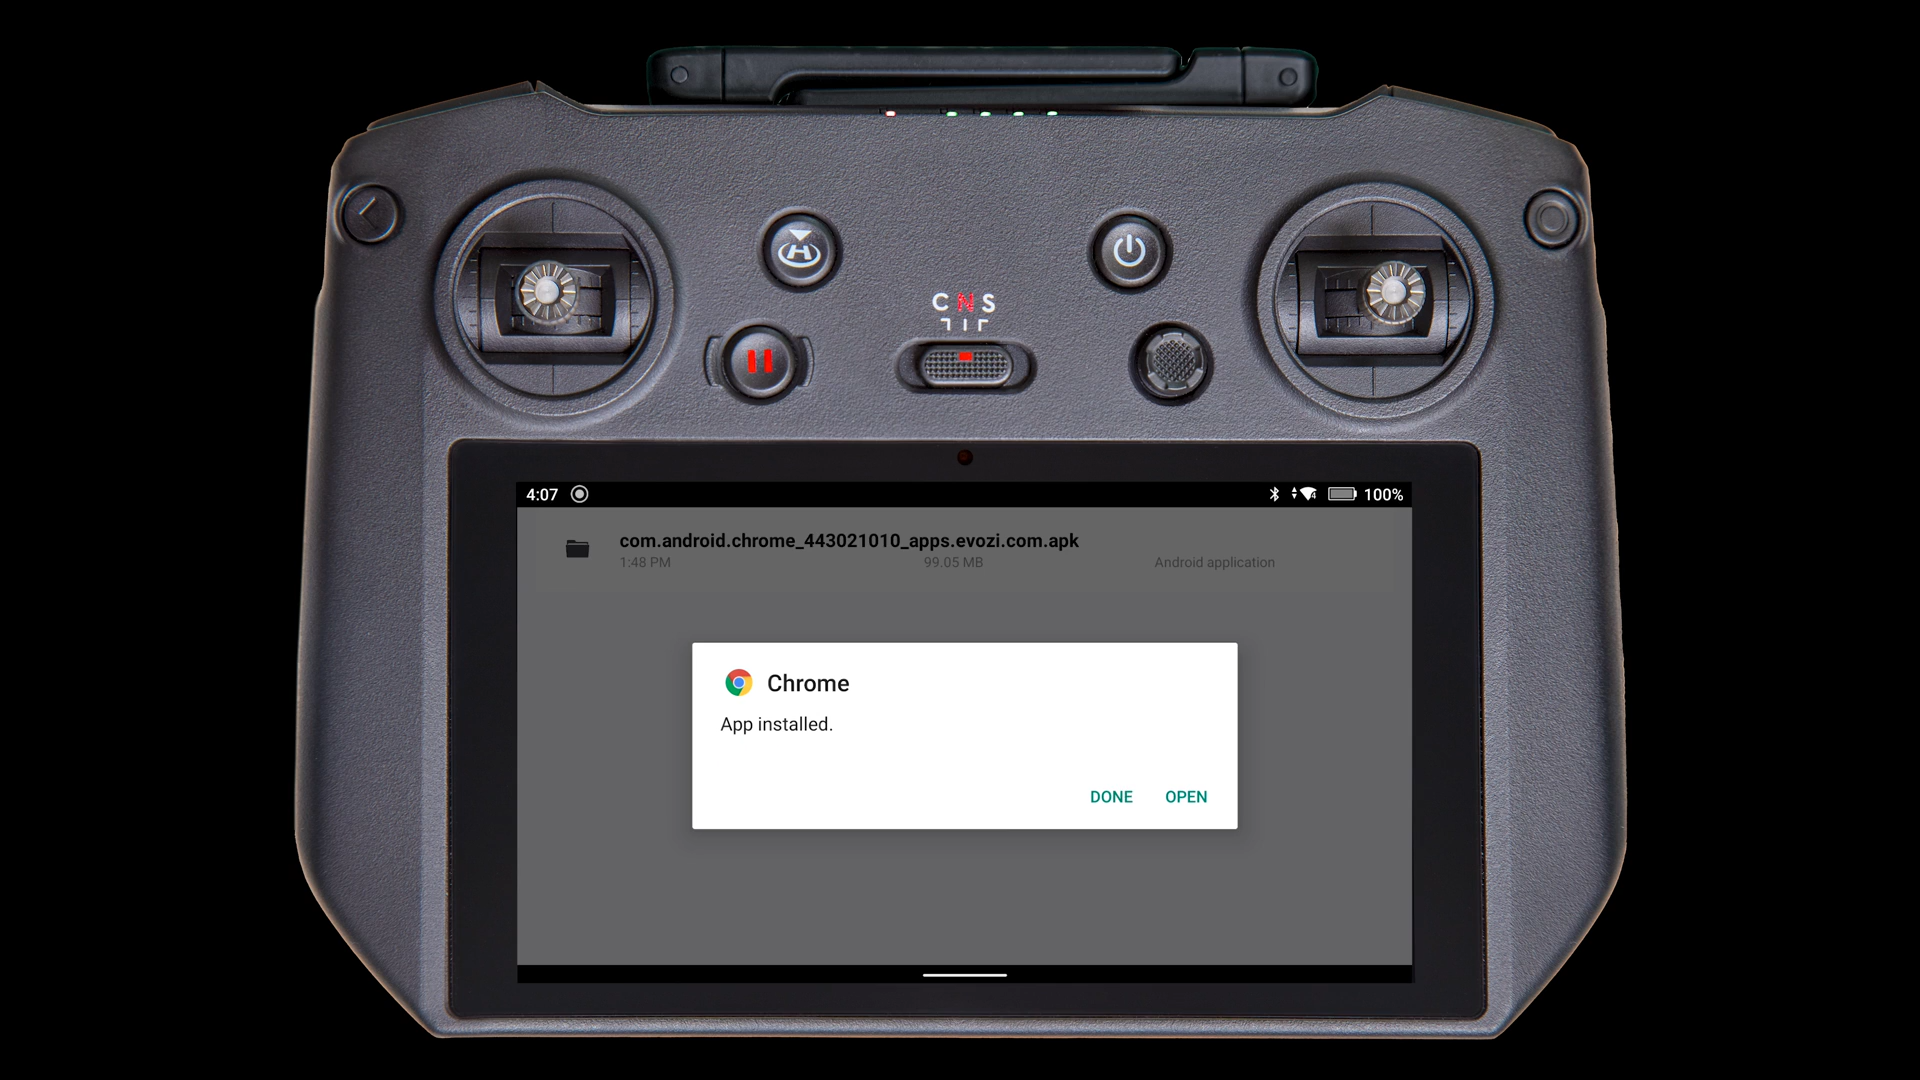 H
C N S
4:07
100%
com.android.chrome_443021010_apps.evozi.com.apk
1:48 PM 99.05 MB Android application
Chrome
App installed.
DONE OPEN